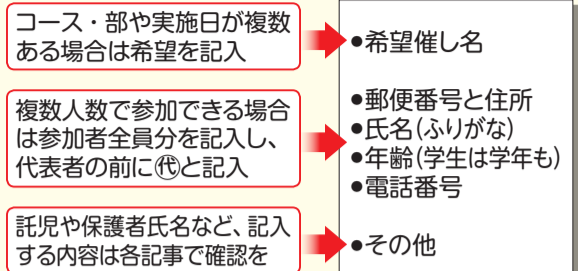 コース・部や実施日が複数
ある場合は希望を記入
●希望催し名
複数人数で参加できる場合
は参加者全員分を記入し、
代表者の前に㈹と記入
●郵便番号と住所
●氏名(ふりがな)
●年齢(学生は学年も)
●電話番号
託児や保護者氏名など、記入
する内容は各記事で確認を
●その他